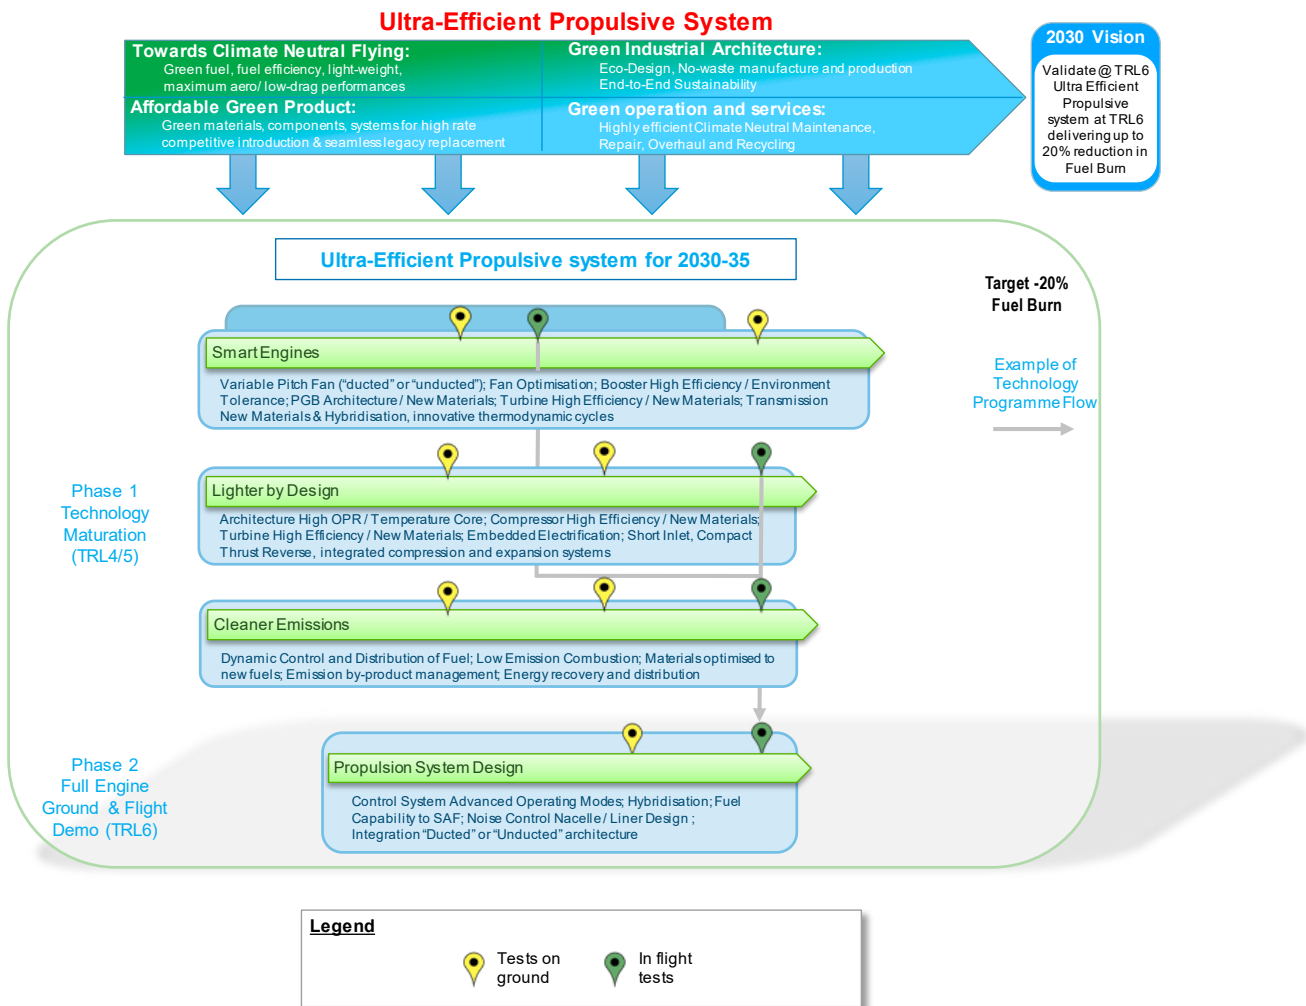 Ultra-Efficient Propulsive System
Towards Climate Neutral Flying:
Green fuel, fuel efficiency, light-weight,
maximum aero/ low-drag performances
Green Industrial Architecture:
Eco-Design, No-waste manufacture and production
End-to-End Sustainability
Affordable Green Product:
Green materials, components, systems for high rate
competitive introduction & seamless legacy replacement
Green operation and services:
Highly efficient Climate Neutral Maintenance,
Repair, Overhaul and Recycling
2030 Vision
Validate @ TRL6
Ultra Efficient
Propulsive
system at TRL6
delivering up to
20% reduction in
Fuel Burn
Ultra-Efficient Propulsive system for 2030-35
Target -20%
Fuel Burn
Smart Engines
Variable Pitch Fan (“ducted” or “unducted”); Fan Optimisation; Booster High Efficiency / Environment
Tolerance; PGB Architecture / New Materials; Turbine High Efficiency / New Materials; Transmission
New Materials & Hybridisation, innovative thermodynamic cycles
Example of
Technology
Programme Flow
Phase 1
Technology
Maturation
(TRL4/5)
Lighter by Design
Architecture High OPR / Temperature Core; Compressor High Efficiency / New Materials;
Turbine High Efficiency / New Materials; Embedded Electrification; Short Inlet, Compact
Thrust Reverse, integrated compression and expansion systems
Cleaner Emissions
Dynamic Control and Distribution of Fuel; Low Emission Combustion; Materials optimised to
new fuels; Emission by-product management; Energy recovery and distribution
Phase 2
Full Engine
Ground & Flight
Demo (TRL6)
Propulsion System Design
Control System Advanced Operating Modes; Hybridisation; Fuel
Capability to SAF; Noise Control Nacelle / Liner Design ;
Integration “Ducted” or “Unducted” architecture
Legend
Tests on
ground
In flight
tests